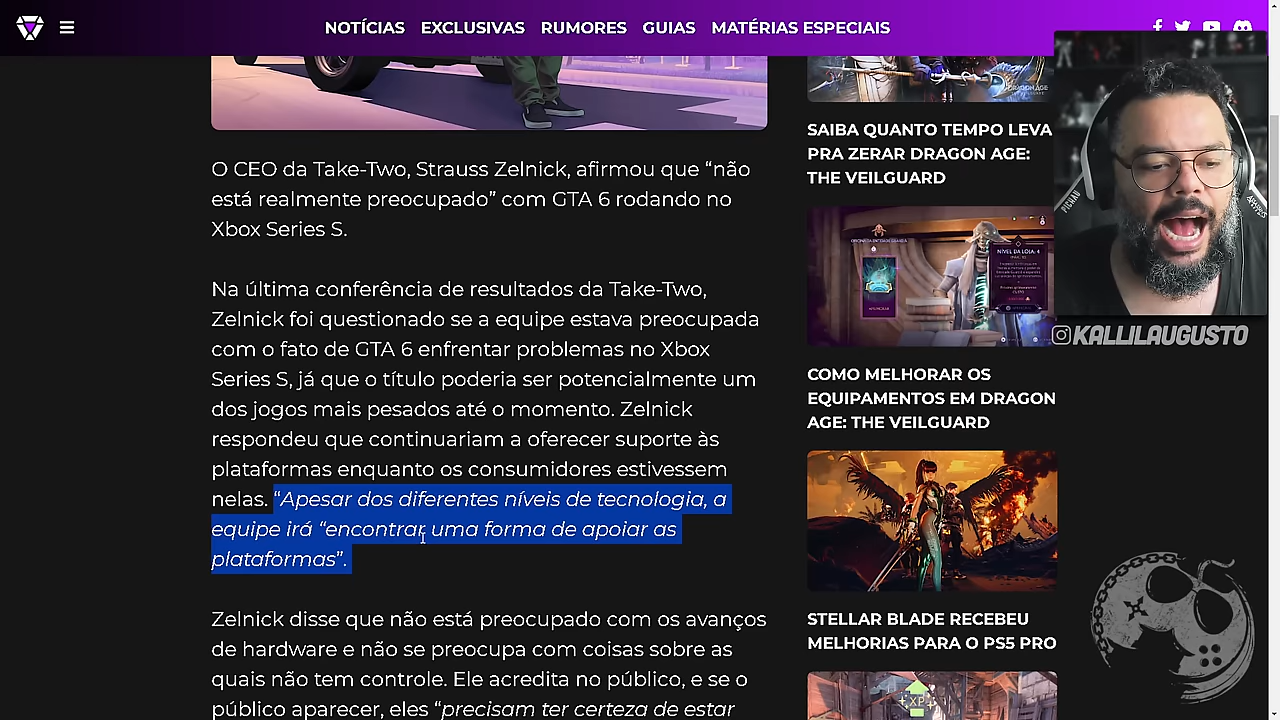 NOTÍCIAS EXCLUSIVAS RUMORES GUIAS MATÉRIAS ESPECIAIS
O CEO da Take-Two, Strauss Zelnick, afirmou que “não
está realmente preocupado” com GTA 6 rodando no
Xbox Series S.
Na última conferência de resultados da Take-Two,
Zelnick foi questionado se a equipe estava preocupada
com o fato de GTA 6 enfrentar problemas no Xbox
Series S, já que o título poderia ser potencialmente um
dos jogos mais pesados até o momento. Zelnick
respondeu que continuariam a oferecer suporte às
plataformas enquanto os consumidores estivessem
nelas. “Apesar dos diferentes níveis de tecnologia, a
equipe irá “encontrar uma forma de apoiar as
plataformas”.
Zelnick disse que não está preocupado com os avanços
de hardware e não se preocupa com coisas sobre as
quais não tem controle. Ele acredita no público, e se o
público aparecer, eles “precisam ter certeza de estar
SAIBA QUANTO TEMPO LEVA
PRA ZERAR DRAGON AGE:
THE VEILGUARD
NÍVEL DA LOJA: 4
KALLILAUGUSTO
COMO MELHORAR OS
EQUIPAMENTOS EM DRAGON
AGE: THE VEILGUARD
STELLAR BLADE RECEBEU
MELHORIAS PARA O PS5 PRO
XP